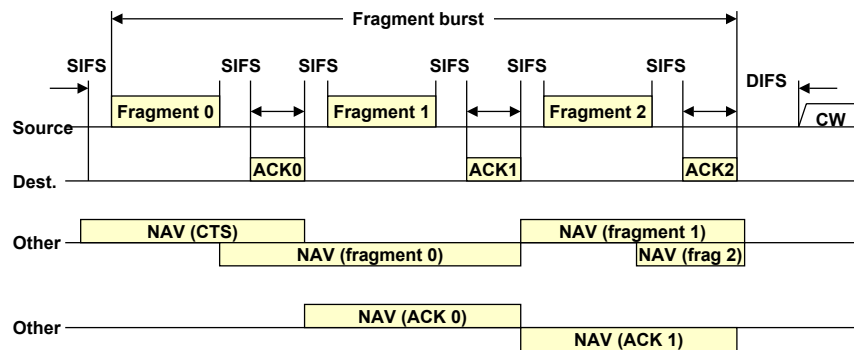 Fragment burst
SIFS SIFS SIFS SIFS SIFS SIFS DIFS
Fragment 0 Fragment 1 Fragment 2
Source CW
ACK0 ACK1 ACK2
Dest.
NAV (CTS) NAV (fragment 1)
Other
NAV (fragment 0) NAV (frag 2)
NAV (ACK 0)
Other
NAV (ACK 1)